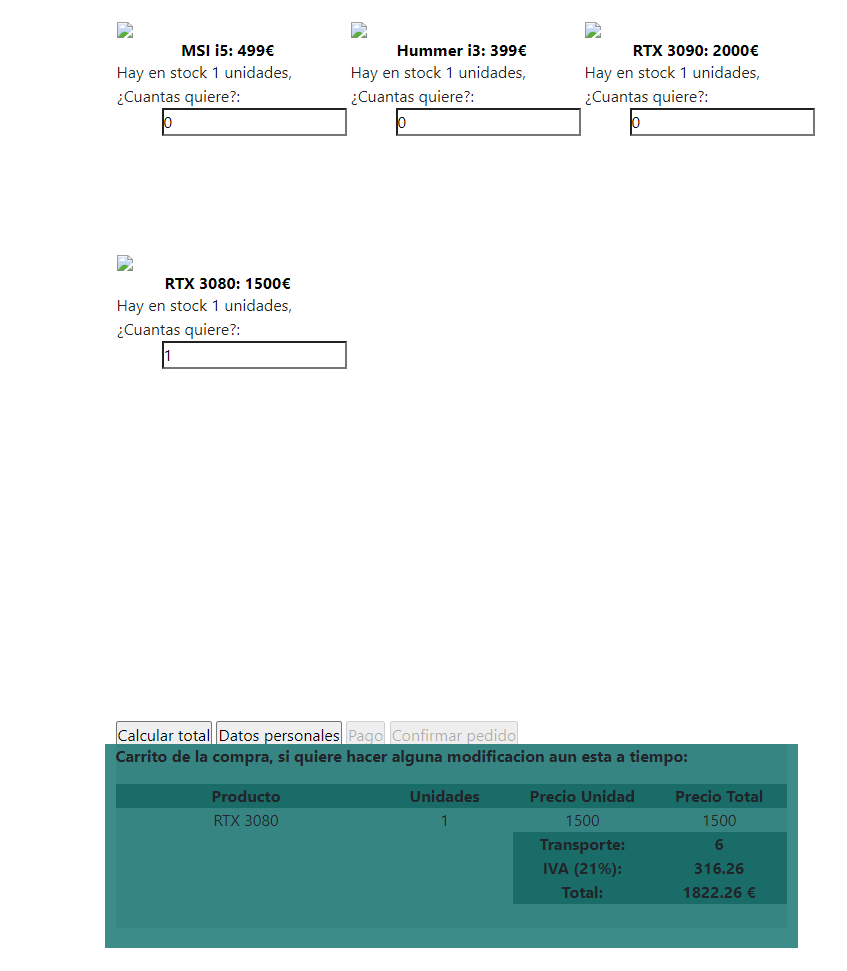 MSI i5: 499€
Hay en stock 1 unidades,
¿Cuantas quiere?:
0
Hummer i3: 399€
Hay en stock 1 unidades,
¿Cuantas quiere?:
0
RTX 3090: 2000€
Hay en stock 1 unidades,
¿Cuantas quiere?:
0
RTX 3080: 1500€
Hay en stock 1 unidades,
¿Cuantas quiere?:
1
Calcular total Datos personales Pago Confirmar pedido
Carrito de la compra, si quiere hacer alguna modificacion aun esta a tiempo:
Producto Unidades Precio Unidad Precio Total
RTX 3080 1 1500 1500
Transporte: 6
IVA (21%): 316.26
Total: 1822.26 €